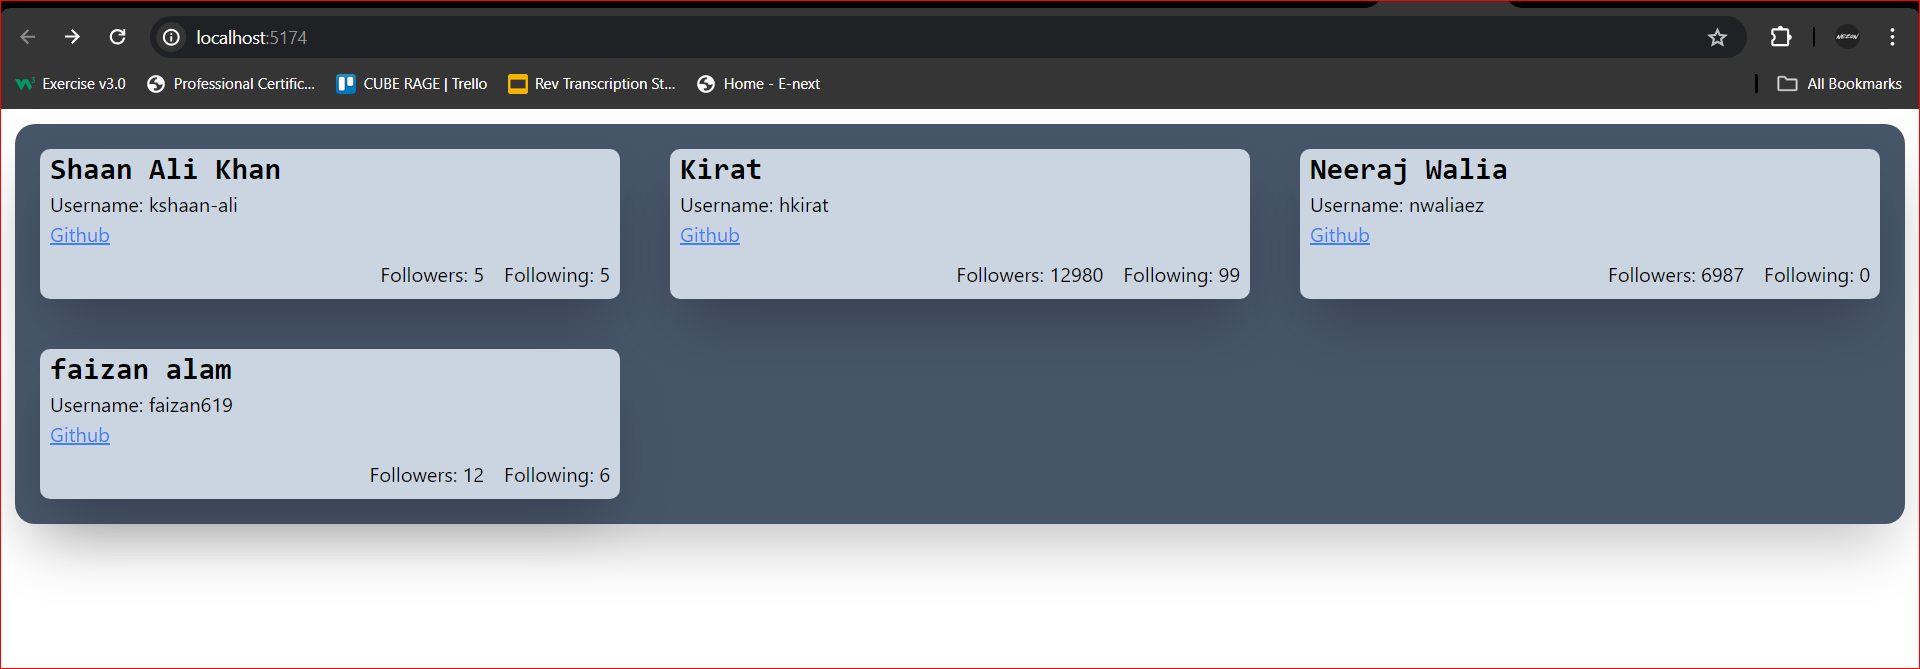 localhost:5174
Exercise v3.0 Professional Certific... CUBE RAGE | Trello Rev Transcription St... Home - E-next All Bookmarks
Shaan Ali Khan
Username: kshaan-ali
Github
Followers: 5 Following: 5
Kirat
Username: hkirat
Github
Followers: 12980 Following: 99
Neeraj Walia
Username: nwaliaez
Github
Followers: 6987 Following: 0
faizan alam
Username: faizan619
Github
Followers: 12 Following: 6